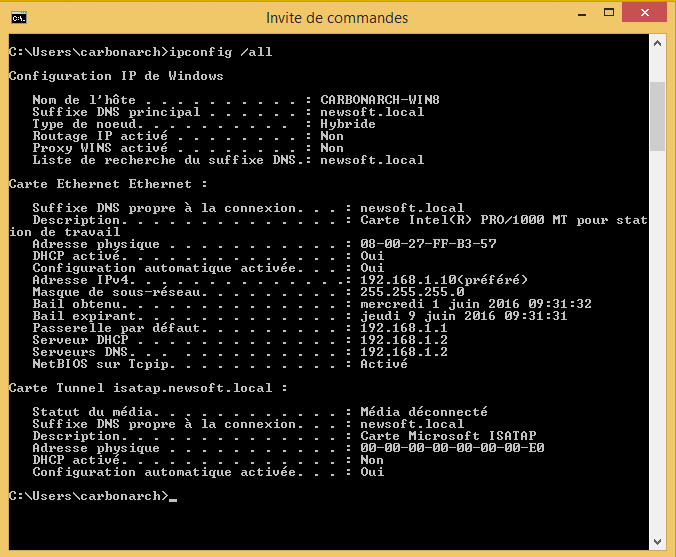 Invite de commandes
C:\Users\carbonarch>ipconfig /all
Configuration IP de Windows
Nom de l'hôte . . . . . . . . . . : CARBONARCH-WIN8
Suffixe DNS principal . . . . . . : newsoft.local
Type de noeud. . . . . . . . . . : Hybride
Routage IP activé . . . . . . . . : Non
Proxy WINS activé . . . . . . . . : Non
Liste de recherche du suffixe DNS.: newsoft.local
Carte Ethernet Ethernet :
Suffixe DNS propre à la connexion. . . : newsoft.local
Description. . . . . . . . . . . . . . : Carte Intel(R) PRO/1000 MT pour stat
ion de travail
Adresse physique . . . . . . . . . . . : 08-00-27-FF-B3-57
DHCP activé. . . . . . . . . . . . . . : Oui
Configuration automatique activée. . . : Oui
Adresse IPv4. . . . . . . . . . . . . .: 192.168.1.10(préféré)
Masque de sous-réseau. . . . . . . . . : 255.255.255.0
Bail obtenu. . . . . . . . . . . . . . : mercredi 1 juin 2016 09:31:32
Bail expirant. . . . . . . . . . . . . : jeudi 9 juin 2016 09:31:31
Passerelle par défaut. . . . . . . . . : 192.168.1.1
Serveur DHCP . . . . . . . . . . . . . : 192.168.1.2
Serveurs DNS. . . . . . . . . . . . . : 192.168.1.2
NetBIOS sur Tcpip. . . . . . . . . . . : Activé
Carte Tunnel isatap.newsoft.local :
Statut du média. . . . . . . . . . . . : Média déconnecté
Suffixe DNS propre à la connexion. . . : newsoft.local
Description. . . . . . . . . . . . . . : Carte Microsoft ISATAP
Adresse physique . . . . . . . . . . . : 00-00-00-00-00-00-00-E0
DHCP activé. . . . . . . . . . . . . . : Non
Configuration automatique activée. . . : Oui
C:\Users\carbonarch>_